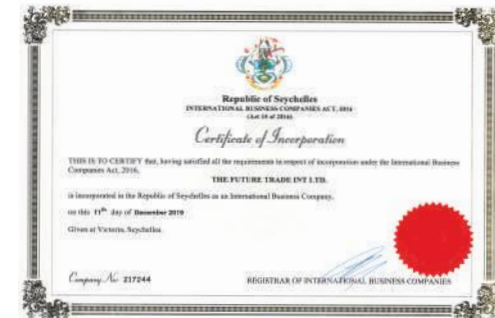 Republic of Seychelles
INTERNATIONAL BUSINESS COMPANIES ACT, 2016
(Act 15 of 2016)
Certificate of Incorporation
THIS IS TO CERTIFY that, having satisfied all the requirements in respect of incorporation under the International Business
Companies Act, 2016,
THE FUTURE TRADE INT LTD.
is incorporated in the Republic of Seychelles as an International Business Company,
on this 11th day of December 2019
Given at Victoria, Seychelles.
Company No: 217244
REGISTRAR OF INTERNATIONAL BUSINESS COMPANIES